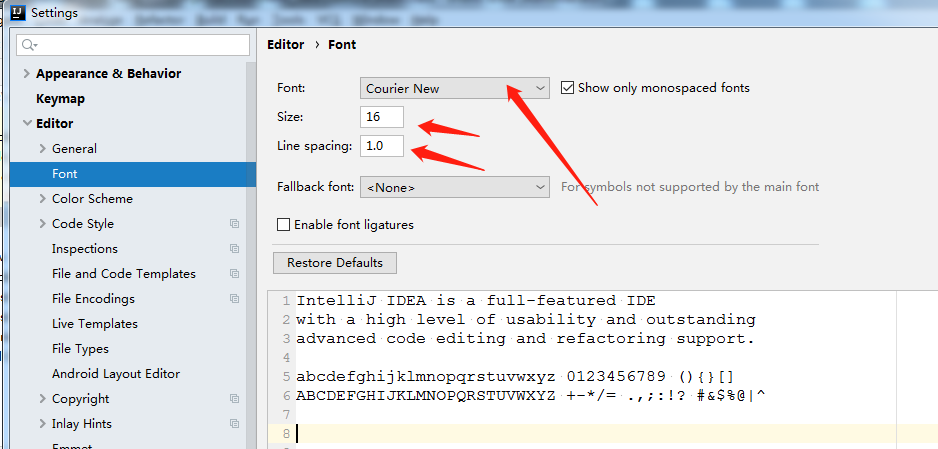 IJ Settings
Editor › Font
Appearance & Behavior
Keymap
Editor
General
Font
Color Scheme
Code Style
Inspections
File and Code Templates
File Encodings
Live Templates
File Types
Android Layout Editor
Copyright
Inlay Hints
Emmet
Font: Courier New Show only monospaced fonts
Size: 16
Line spacing: 1.0
Fallback font: <None> For symbols not supported by the main font
Enable font ligatures
Restore Defaults
1 IntelliJ IDEA is a full-featured IDE
2 with a high level of usability and outstanding
3 advanced code editing and refactoring support.
4
5 abcdefghijklmnopqrstuvwxyz 0123456789 (){}[]
6 ABCDEFGHIJKLMNOPQRSTUVWXYZ +-*/= .,;:!? #&$%@|^
7
8